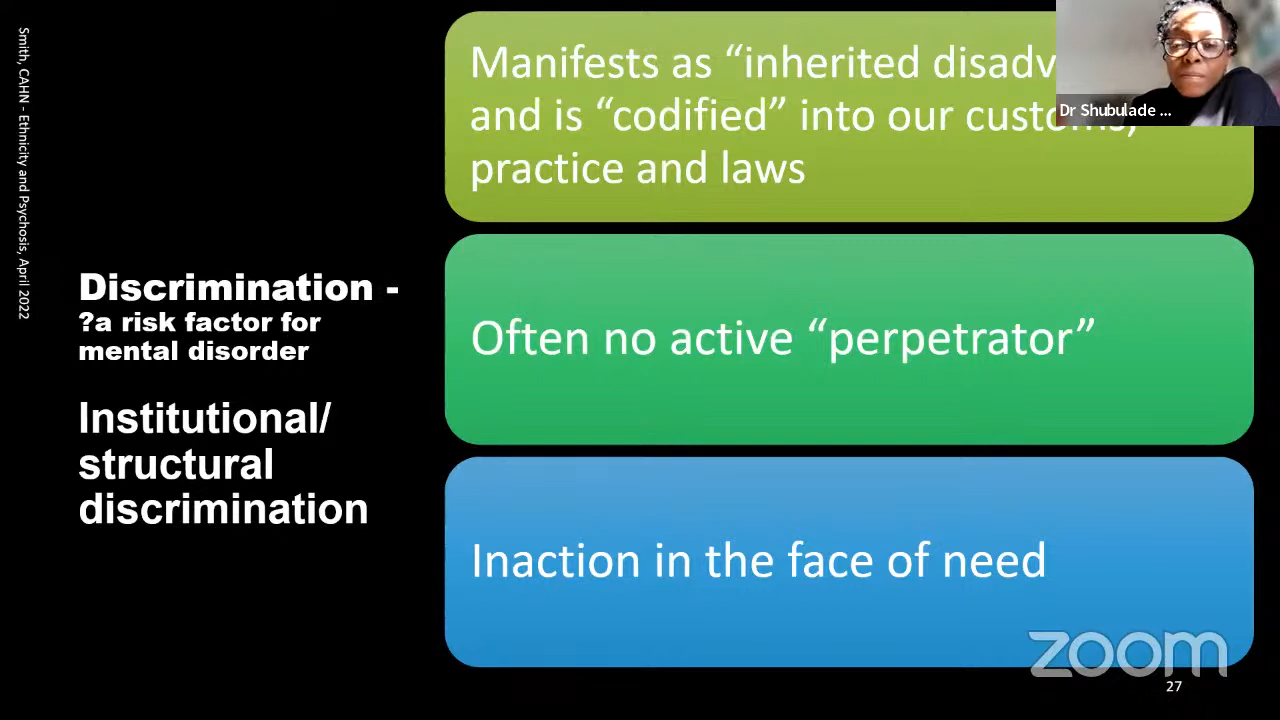 Smith, CAHN - Ethnicity and Psychosis, April 2022
Discrimination -
?a risk factor for
mental disorder
Institutional/
structural
discrimination
Manifests as “inherited
and is “codified” into our customs,
practice and laws
Often no active “perpetrator”
Inaction in the face of need
Dr Shubulade ...
zoom
27